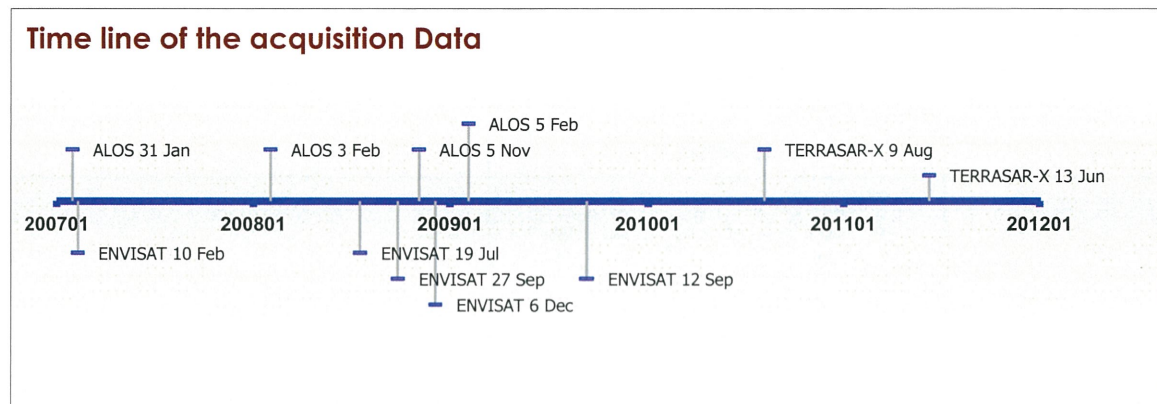 Time line of the acquisition Data
ALOS 5 Feb
ALOS 31 Jan
ALOS 3 Feb
ALOS 5 Nov
TERRASAR-X 9 Aug
TERRASAR-X 13 Jun
200701
200801
200901
201001
201101
201201
ENVISAT 10 Feb
ENVISAT 19 Jul
ENVISAT 27 Sep
ENVISAT 12 Sep
ENVISAT 6 Dec